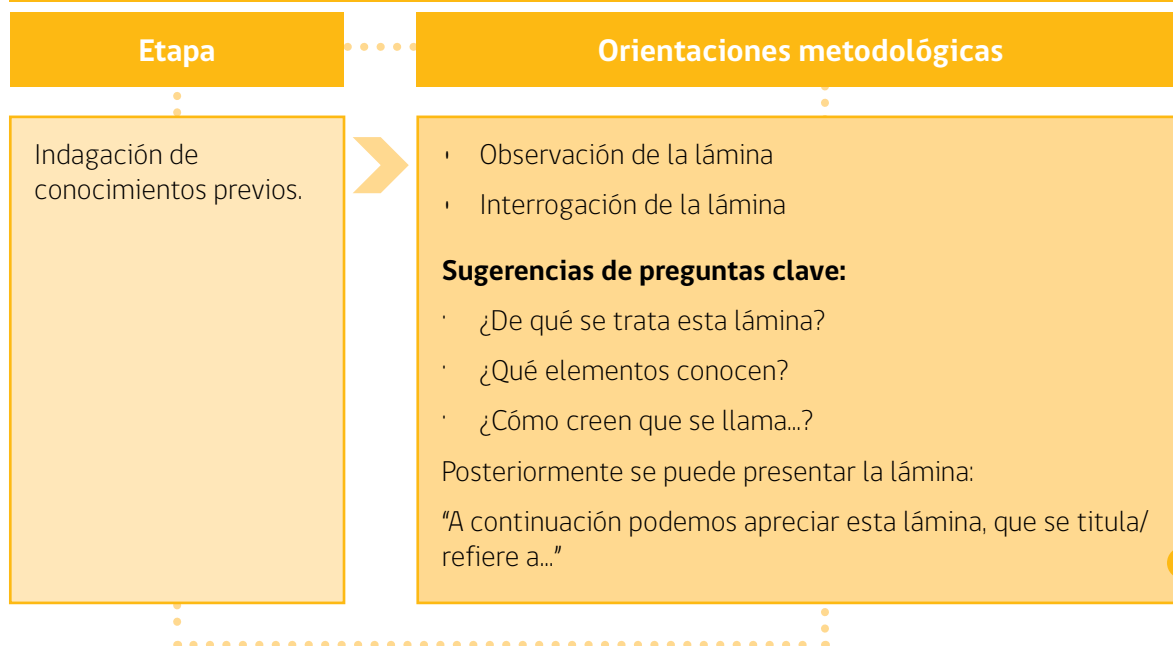 Etapa
Orientaciones metodológicas
Indagación de
conocimientos previos.
• Observación de la lámina
• Interrogación de la lámina
Sugerencias de preguntas clave:
· ¿De qué se trata esta lámina?
· ¿Qué elementos conocen?
· ¿Cómo creen que se llama...?
Posteriormente se puede presentar la lámina:
"A continuación podemos apreciar esta lámina, que se titula/
refiere a..."